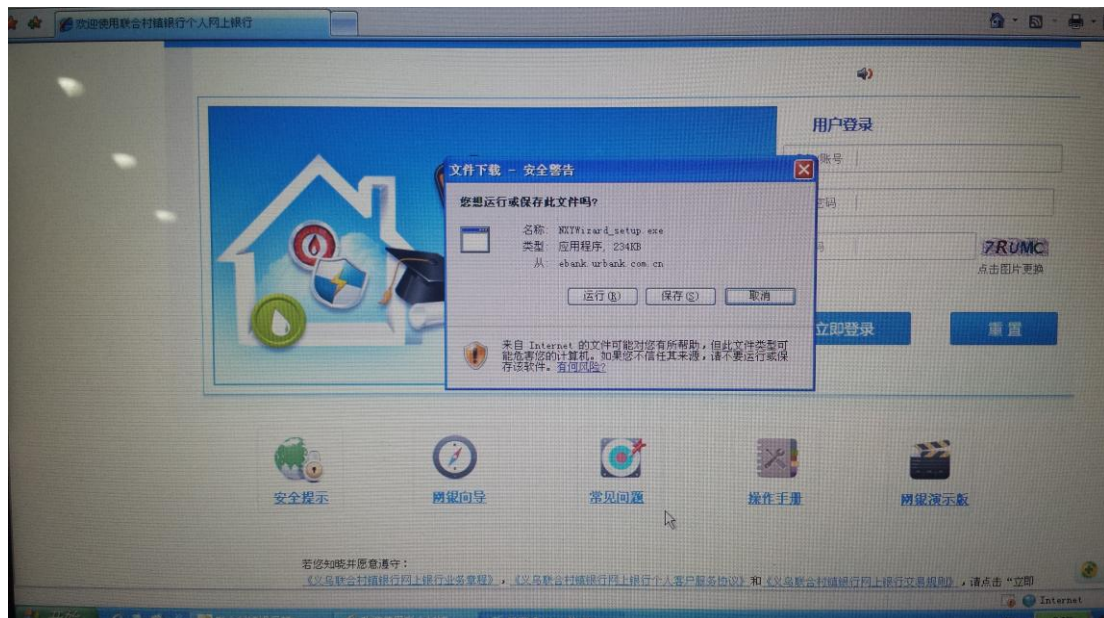 欢迎使用联合村镇银行个人网上银行
用户登录
账号
密码
7RUMC
点击图片更换
立即登录
重置
文件下载 - 安全警告
您想运行或保存此文件吗?
名称: NXYWizard_setup.exe
类型: 应用程序, 234KB
从: ebank.urbank.com.cn
运行(R)
保存(S)
取消
来自 Internet 的文件可能对您有所帮助,但此文件类型可
能危害您的计算机。如果您不信任其来源,请不要运行或保
存该软件。有何风险?
安全提示
网银向导
常见问题
操作手册
网银演示版
若您知晓并愿意遵守:
《义乌联合村镇银行网上银行业务章程》,《义乌联合村镇银行网上银行个人客户服务协议》和《义乌联合村镇银行网上银行交易规则》,请点击“立即
Internet